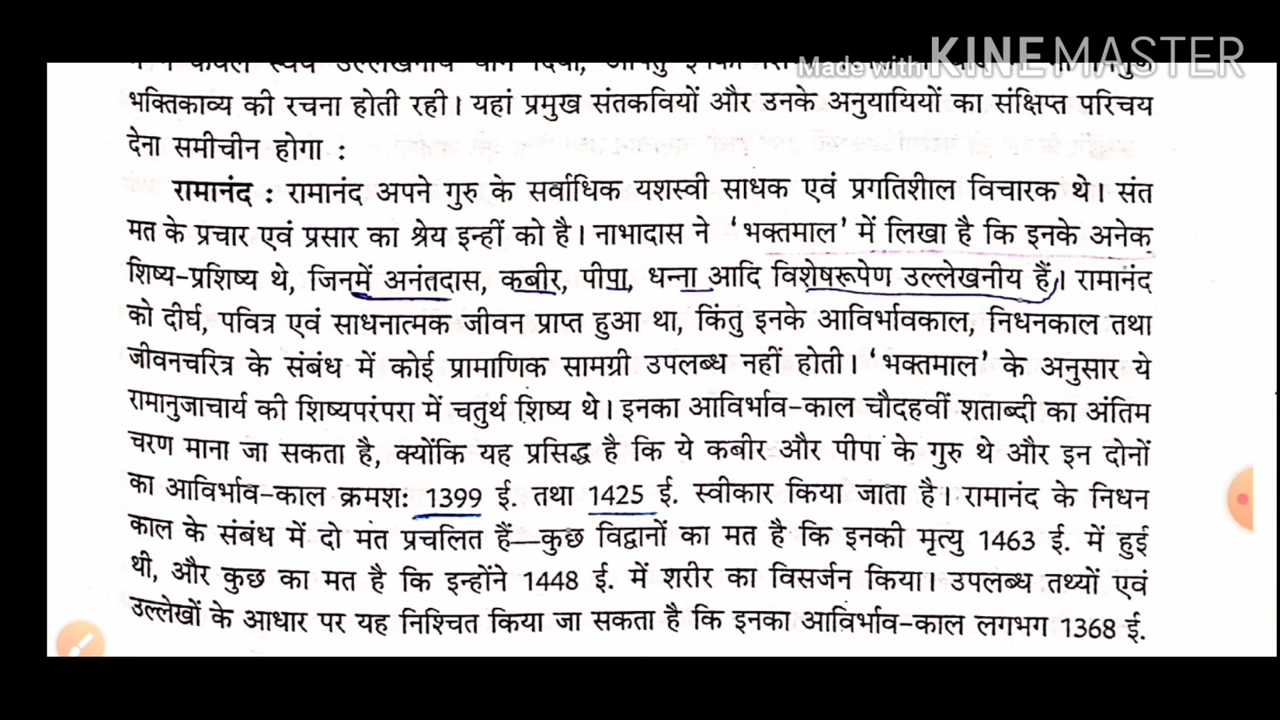 Made with KINEMASTER
भक्तिकाव्य की रचना होती रही। यहां प्रमुख संतकवियों और उनके अनुयायियों का संक्षिप्त परिचय
देना समीचीन होगा :
रामानंद : रामानंद अपने गुरु के सर्वाधिक यशस्वी साधक एवं प्रगतिशील विचारक थे। संत
मत के प्रचार एवं प्रसार का श्रेय इन्हीं को है। नाभादास ने 'भक्तमाल' में लिखा है कि इनके अनेक
शिष्य-प्रशिष्य थे, जिनमें अनंतदास, कबीर, पीपा, धन्ना आदि विशेषरूपेण उल्लेखनीय हैं। रामानंद
को दीर्घ, पवित्र एवं साधनात्मक जीवन प्राप्त हुआ था, किंतु इनके आविर्भावकाल, निधनकाल तथा
जीवनचरित्र के संबंध में कोई प्रामाणिक सामग्री उपलब्ध नहीं होती। 'भक्तमाल' के अनुसार ये
रामानुजाचार्य की शिष्यपरंपरा में चतुर्थ शिष्य थे। इनका आविर्भाव-काल चौदहवीं शताब्दी का अंतिम
चरण माना जा सकता है, क्योंकि यह प्रसिद्ध है कि ये कबीर और पीपा के गुरु थे और इन दोनों
का आविर्भाव-काल क्रमश: 1399 ई. तथा 1425 ई. स्वीकार किया जाता है। रामानंद के निधन
काल के संबंध में दो मत प्रचलित हैं—कुछ विद्वानों का मत है कि इनकी मृत्यु 1463 ई. में हुई
थी, और कुछ का मत है कि इन्होंने 1448 ई. में शरीर का विसर्जन किया। उपलब्ध तथ्यों एवं
उल्लेखों के आधार पर यह निश्चित किया जा सकता है कि इनका आविर्भाव-काल लगभग 1368 ई.